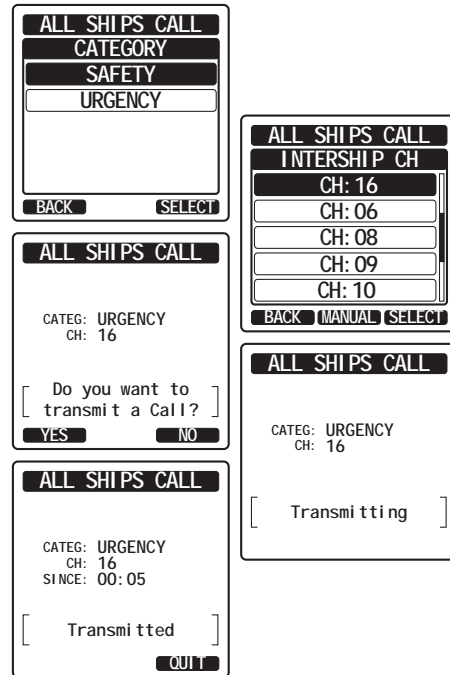 ALL SHIPS CALL
CATEGORY
SAFETY
URGENCY
BACK SELECT
ALL SHIPS CALL
INTERSHIP CH
CH: 16
CH: 06
CH: 08
CH: 09
CH: 10
BACK MANUAL SELECT
ALL SHIPS CALL
CATEG: URGENCY
CH: 16
Do you want to
transmit a Call?
YES NO
ALL SHIPS CALL
CATEG: URGENCY
CH: 16
Transmitting
ALL SHIPS CALL
CATEG: URGENCY
CH: 16
SINCE: 00:05
Transmitted
QUIT